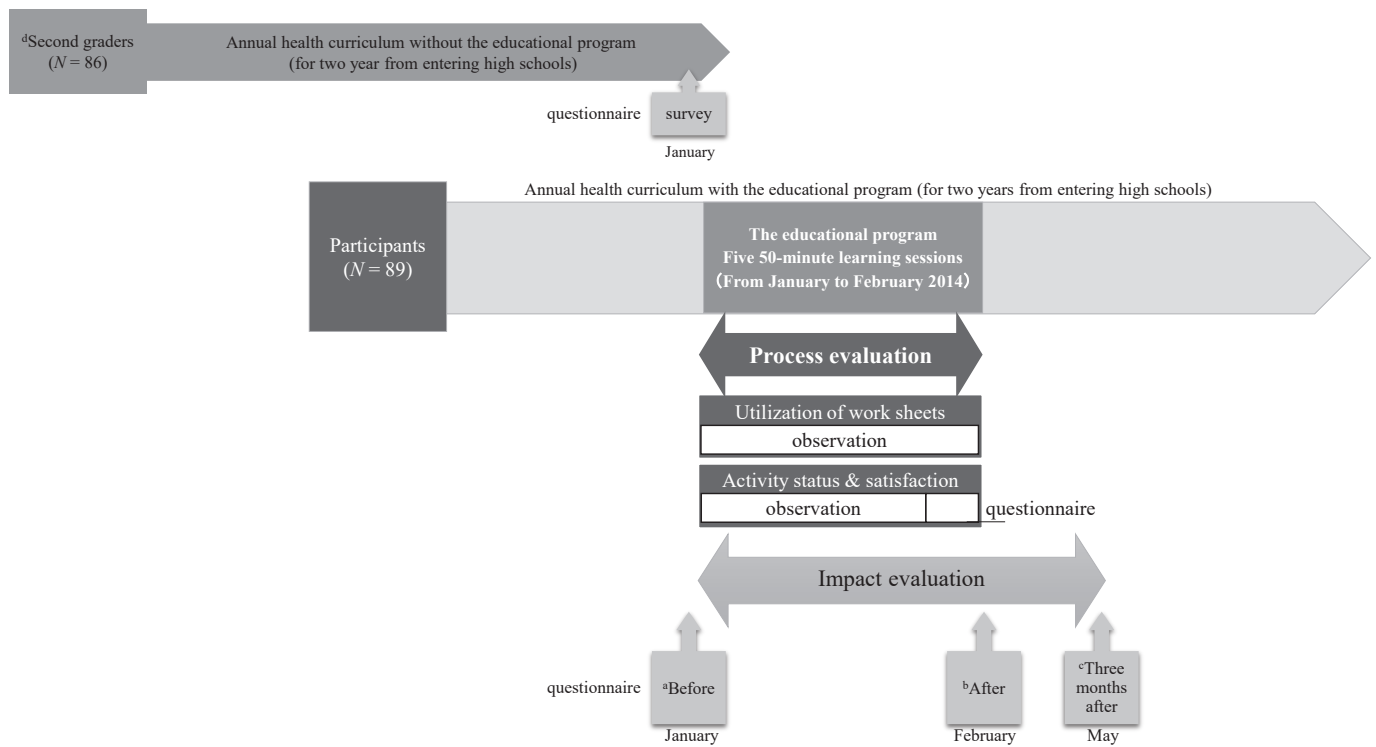 ᵈSecond graders
(N = 86)
Annual health curriculum without the educational program
(for two year from entering high schools)
questionnaire
survey
January
Annual health curriculum with the educational program (for two years from entering high schools)
Participants
(N = 89)
The educational program
Five 50-minute learning sessions
(From January to February 2014)
Process evaluation
Utilization of work sheets
observation
Activity status & satisfaction
observation
questionnaire
Impact evaluation
questionnaire
ᵃBefore
ᵇAfter
ᶜThree
months
after
January
February
May